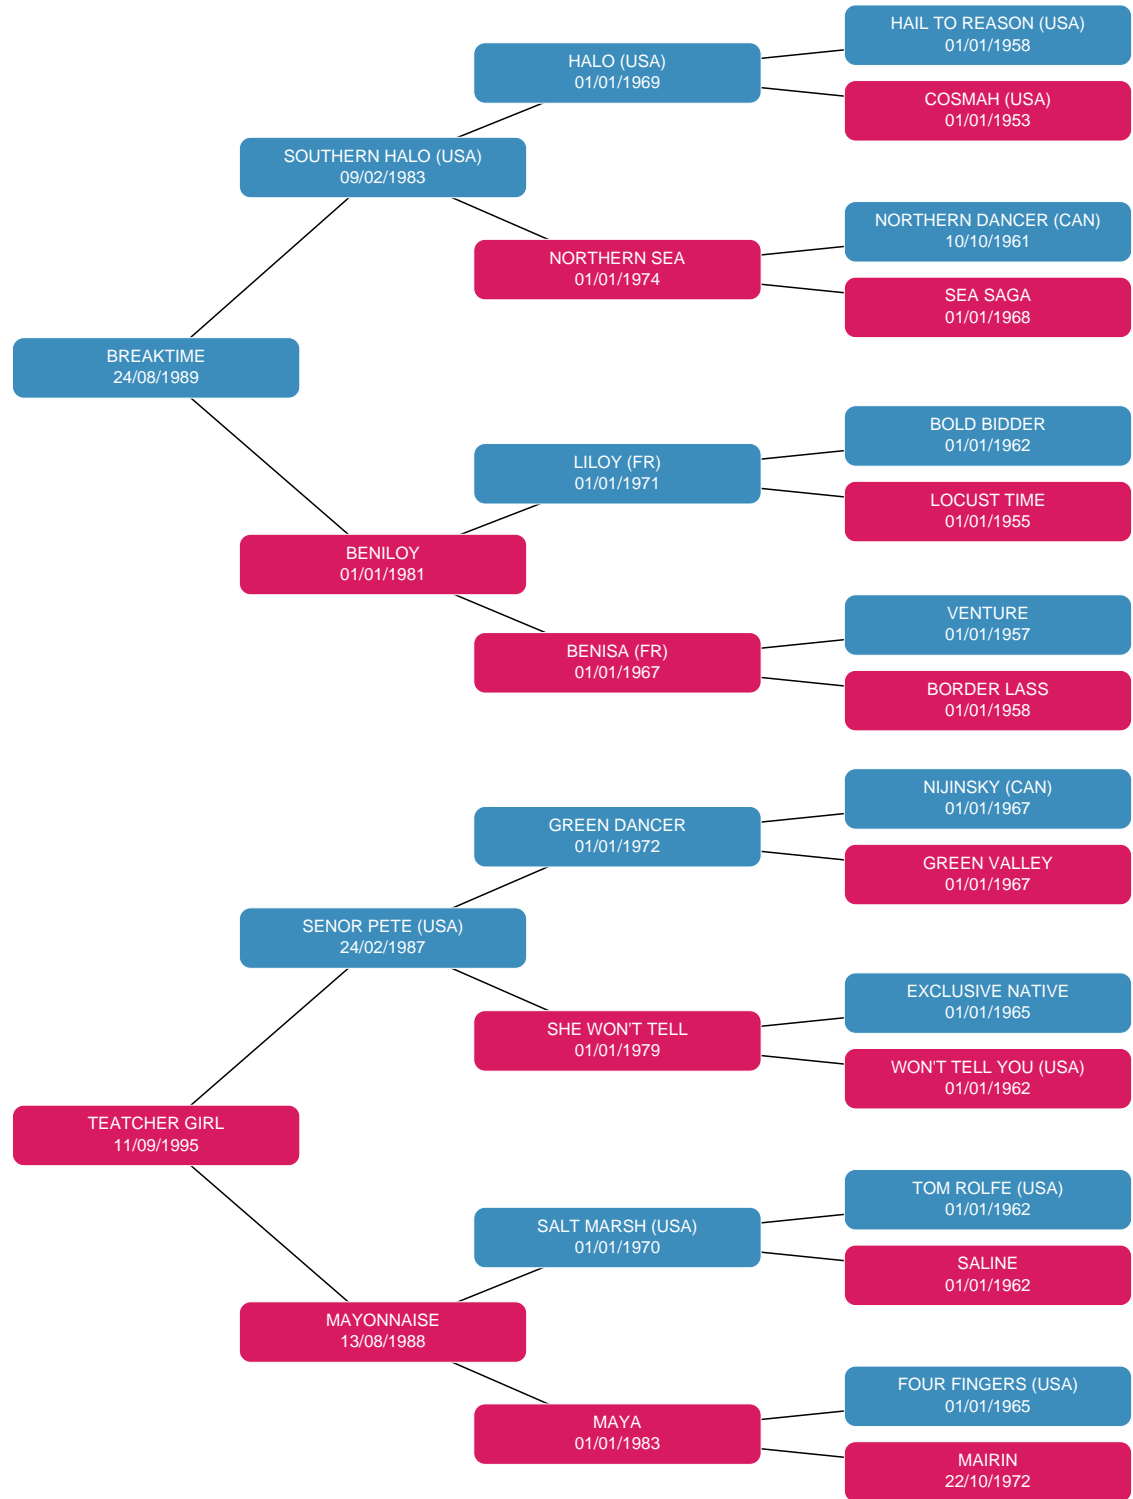 HAIL TO REASON (USA)
01/01/1958
HALO (USA)
01/01/1969
COSMAH (USA)
01/01/1953
SOUTHERN HALO (USA)
09/02/1983
NORTHERN DANCER (CAN)
10/10/1961
NORTHERN SEA
01/01/1974
SEA SAGA
01/01/1968
BREAKTIME
24/08/1989
BOLD BIDDER
01/01/1962
LILOY (FR)
01/01/1971
LOCUST TIME
01/01/1955
BENILOY
01/01/1981
VENTURE
01/01/1957
BENISA (FR)
01/01/1967
BORDER LASS
01/01/1958
NIJINSKY (CAN)
01/01/1967
GREEN DANCER
01/01/1972
GREEN VALLEY
01/01/1967
SENOR PETE (USA)
24/02/1987
EXCLUSIVE NATIVE
01/01/1965
SHE WON'T TELL
01/01/1979
WON'T TELL YOU (USA)
01/01/1962
TEATCHER GIRL
11/09/1995
TOM ROLFE (USA)
01/01/1962
SALT MARSH (USA)
01/01/1970
SALINE
01/01/1962
MAYONNAISE
13/08/1988
FOUR FINGERS (USA)
01/01/1965
MAYA
01/01/1983
MAIRIN
22/10/1972